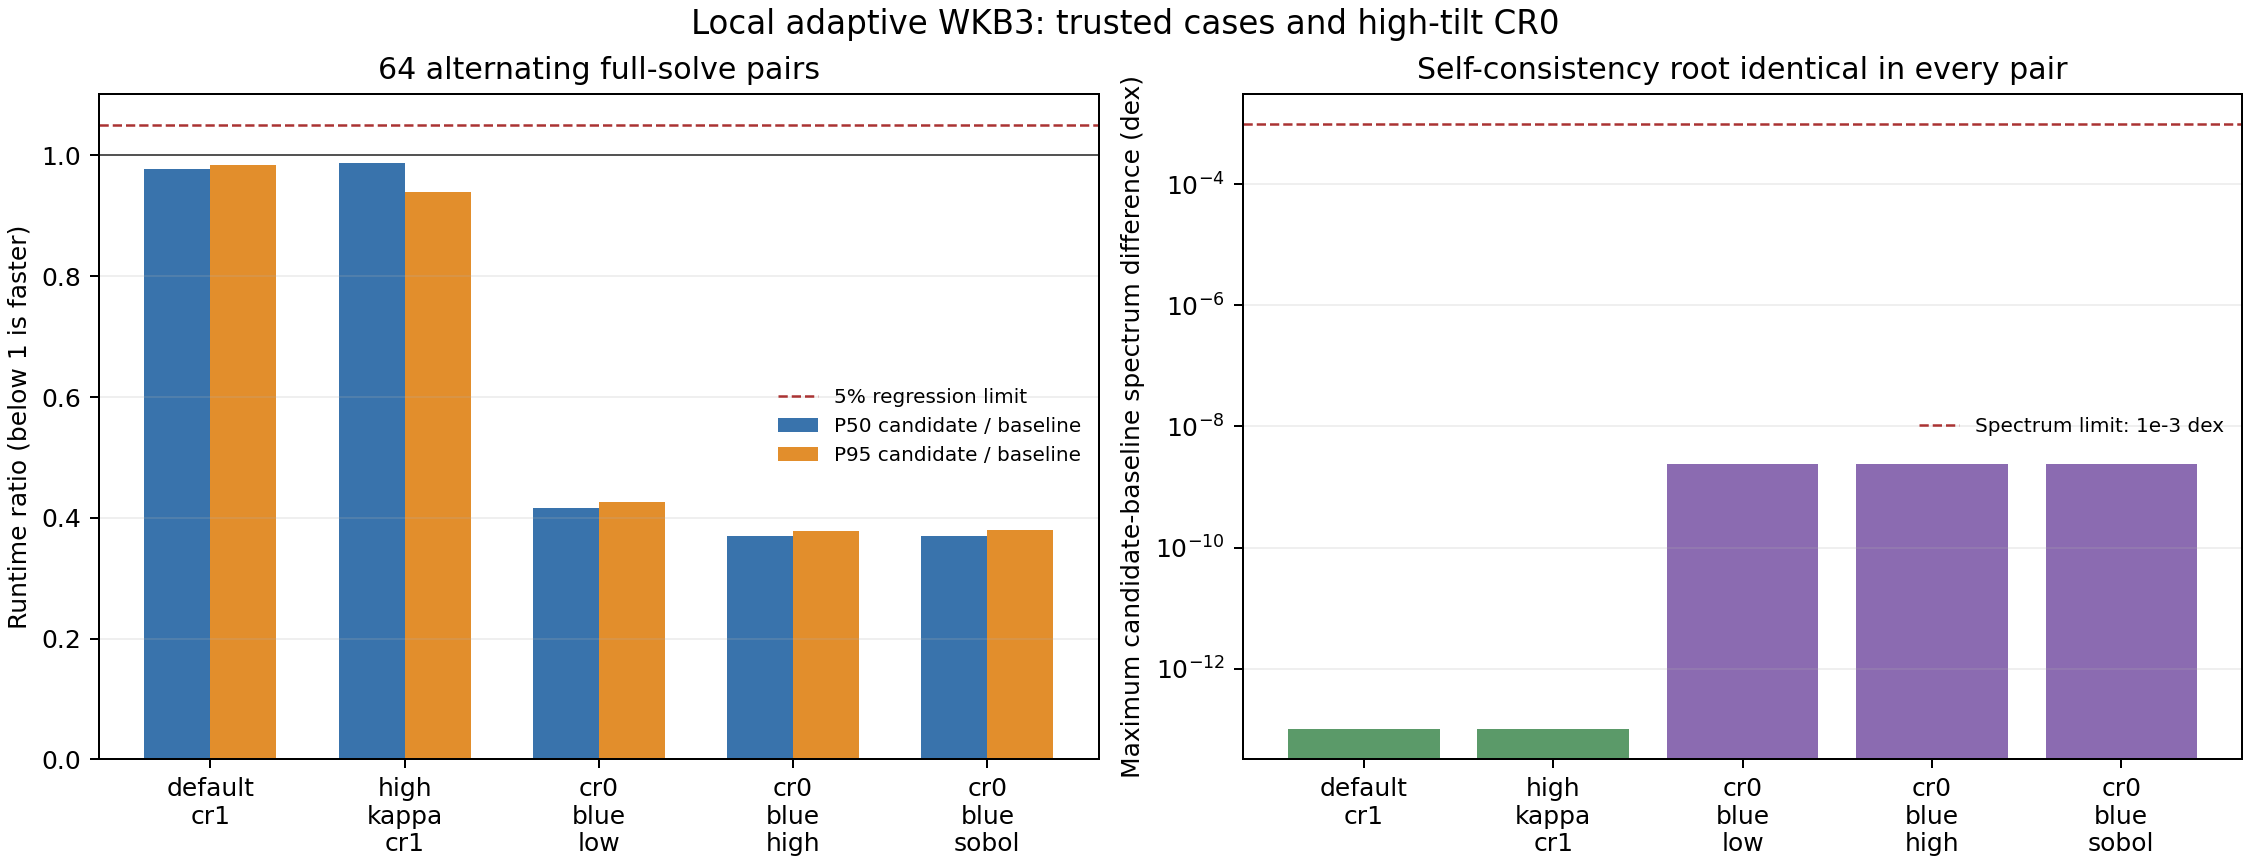 Local adaptive WKB3: trusted cases and high-tilt CR0
64 alternating full-solve pairs
Runtime ratio (below 1 is faster)
1.0
0.8
0.6
0.4
0.2
0.0
5% regression limit
P50 candidate / baseline
P95 candidate / baseline
default
cr1
high
kappa
cr1
cr0
blue
low
cr0
blue
high
cr0
blue
sobol
Self-consistency root identical in every pair
Maximum candidate-baseline spectrum difference (dex)
10⁻⁴
10⁻⁶
10⁻⁸
10⁻¹⁰
10⁻¹²
Spectrum limit: 1e-3 dex
default
cr1
high
kappa
cr1
cr0
blue
low
cr0
blue
high
cr0
blue
sobol